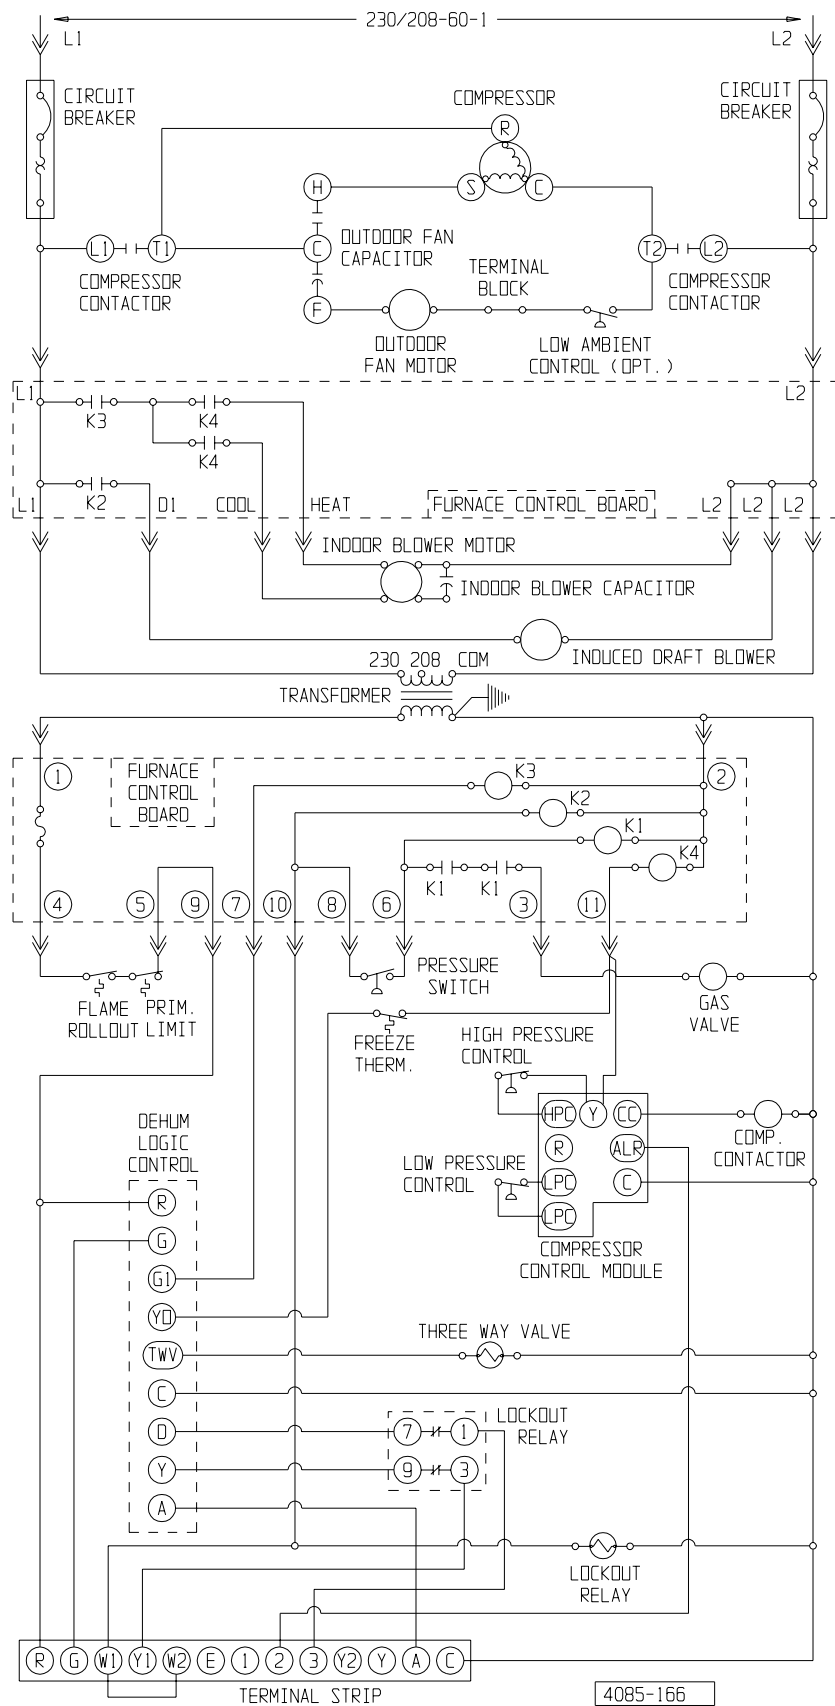 230/208-60-1
L1
L2
CIRCUIT
BREAKER
COMPRESSOR
CIRCUIT
BREAKER
R
H
S
C
L1
T1
C
OUTDOOR FAN
CAPACITOR
T2
L2
COMPRESSOR
CONTACTOR
TERMINAL
BLOCK
COMPRESSOR
CONTACTOR
F
OUTDOOR
FAN MOTOR
LOW AMBIENT
CONTROL (OPT.)
L1
L2
K3
K4
K4
K2
L1
D1
COOL
HEAT
FURNACE CONTROL BOARD
L2
L2
L2
INDOOR BLOWER MOTOR
INDOOR BLOWER CAPACITOR
INDUCED DRAFT BLOWER
230 208 COM
TRANSFORMER
1
FURNACE
CONTROL
BOARD
K3
2
K2
K1
K4
K1
K1
4
5
9
7
10
8
6
3
11
PRESSURE
SWITCH
FLAME
ROLLOUT
PRIM.
LIMIT
GAS
VALVE
FREEZE
THERM.
HIGH PRESSURE
CONTROL
DEHUM
LOGIC
CONTROL
HPC
Y
CC
COMP.
CONTACTOR
R
ALR
LOW PRESSURE
CONTROL
LPC
C
LPC
COMPRESSOR
CONTROL MODULE
R
G
G1
YO
TWV
THREE WAY VALVE
C
D
7
1
LOCKOUT
RELAY
Y
9
3
A
LOCKOUT
RELAY
R
G
W1
Y1
W2
E
1
2
3
Y2
Y
A
C
TERMINAL STRIP
4085-166